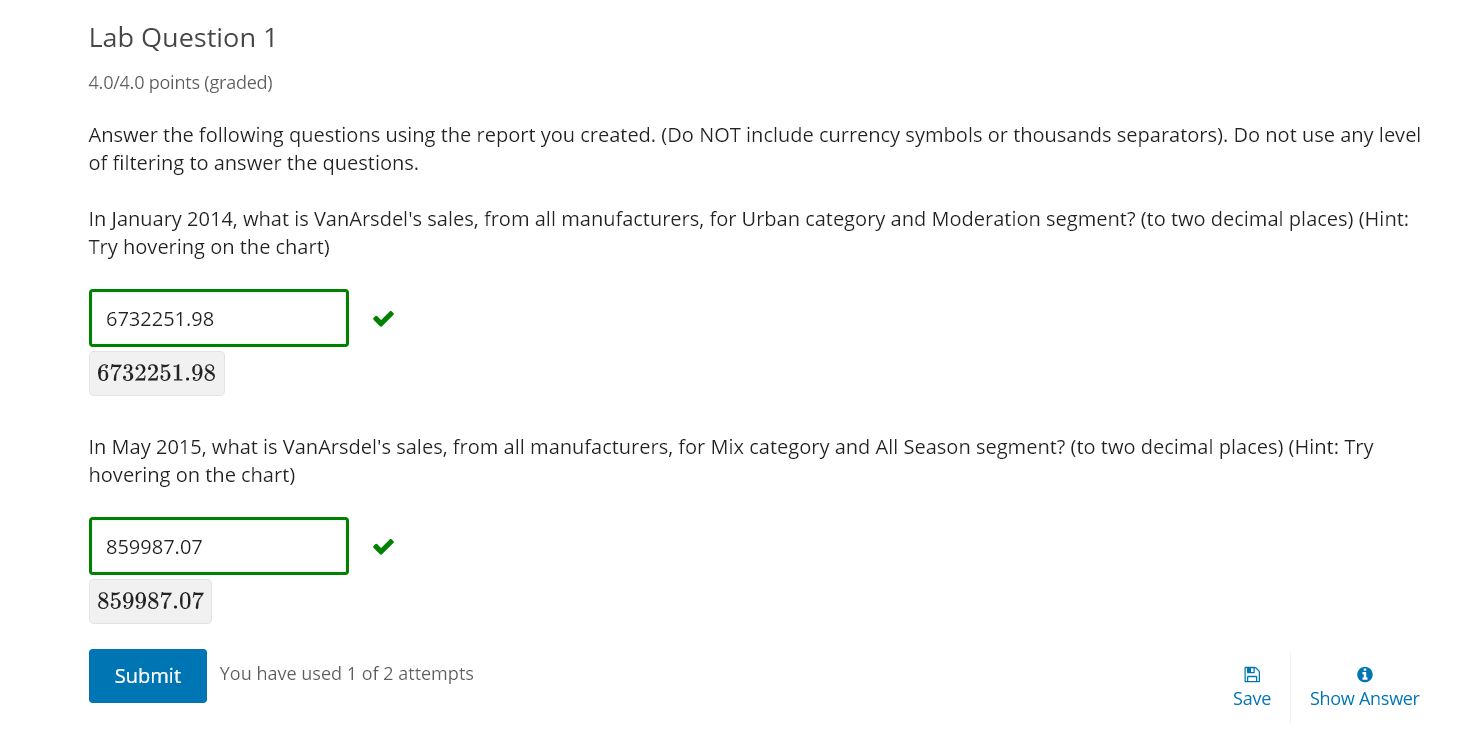 Lab Question 1
4.0/4.0 points (graded)
Answer the following questions using the report you created. (Do NOT include currency symbols or thousands separators). Do not use any level
of filtering to answer the questions.
In January 2014, what is VanArsdel's sales, from all manufacturers, for Urban category and Moderation segment? (to two decimal places) (Hint:
Try hovering on the chart)
6732251.98
6732251.98
In May 2015, what is VanArsdel's sales, from all manufacturers, for Mix category and All Season segment? (to two decimal places) (Hint: Try
hovering on the chart)
859987.07
859987.07
Submit You have used 1 of 2 attempts
Save Show Answer